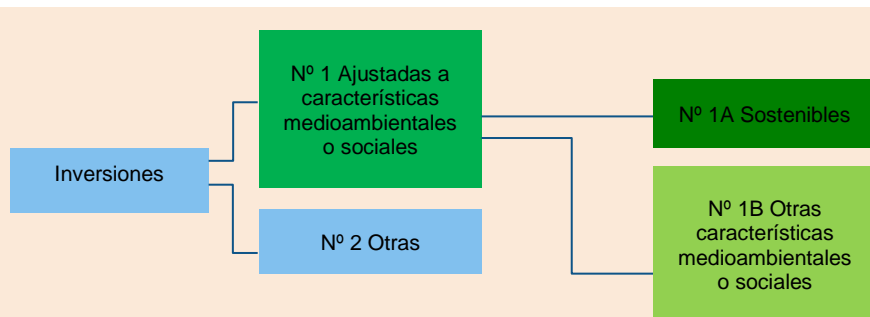 Inversiones
Nº 1 Ajustadas a
características
medioambientales
o sociales
Nº 2 Otras
Nº 1A Sostenibles
Nº 1B Otras
características
medioambientales
o sociales